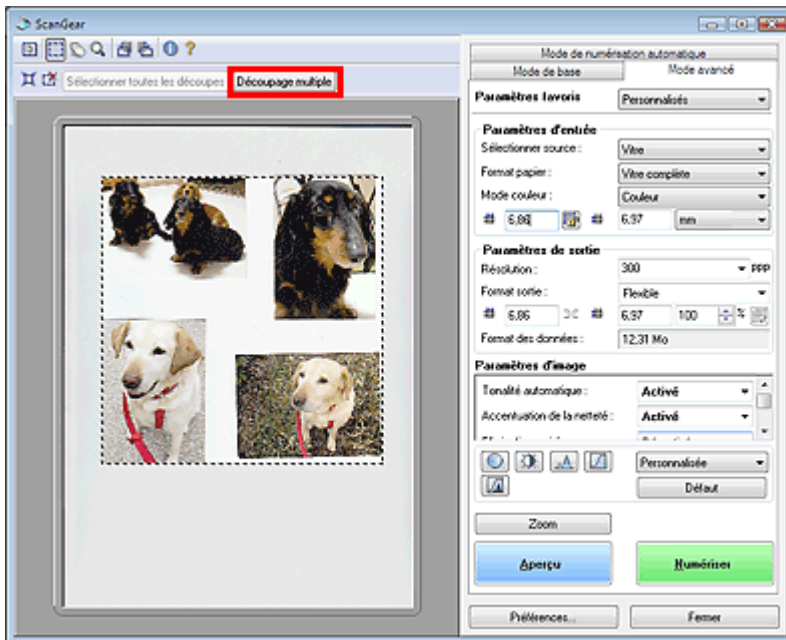 ScanGear
Sélectionner toutes les découpes
Découpage multiple
Mode de numérisation automatique
Mode de base
Mode avancé
Paramètres favoris
Personnalisés
Paramètres d'entrée
Sélectionner source :
Vitre
Format papier :
Vitre complète
Mode couleur :
Couleur
6,86
6,97
mm
Paramètres de sortie
Résolution :
300
PPP
Format sortie :
Flexible
6,86
6,97
100
%
Format des données :
12,31 Mo
Paramètres d'image
Tonalité automatique :
Activé
Accentuation de la netteté :
Activé
Personnalisée
Défaut
Zoom
Aperçu
Numériser
Préférences...
Fermer